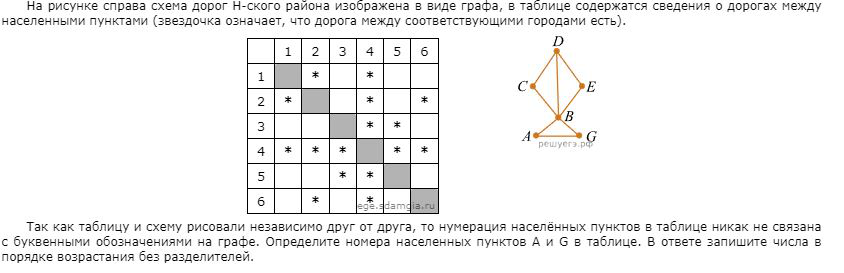 На рисунке справа схема дорог Н-ского района изображена в виде графа, в таблице содержатся сведения о дорогах между
населенными пунктами (звездочка означает, что дорога между соответствующими городами есть).
1 2 3 4 5 6
1 * *
2 * * *
3 * *
4 * * * * *
5 * *
6 * *
ege.sdamgia.ru
D
C E
B
A G
решуегэ.рф
Так как таблицу и схему рисовали независимо друг от друга, то нумерация населённых пунктов в таблице никак не связана
с буквенными обозначениями на графе. Определите номера населенных пунктов A и G в таблице. В ответе запишите числа в
порядке возрастания без разделителей.